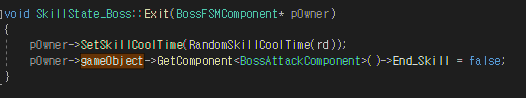 void SkillState_Boss::Exit(BossFSMComponent* pOwner)
{
    pOwner->SetSkillCoolTime(RandomSkillCoolTime(rd));
    pOwner->gameObject->GetComponent<BossAttackComponent>()->End_Skill = false;
}